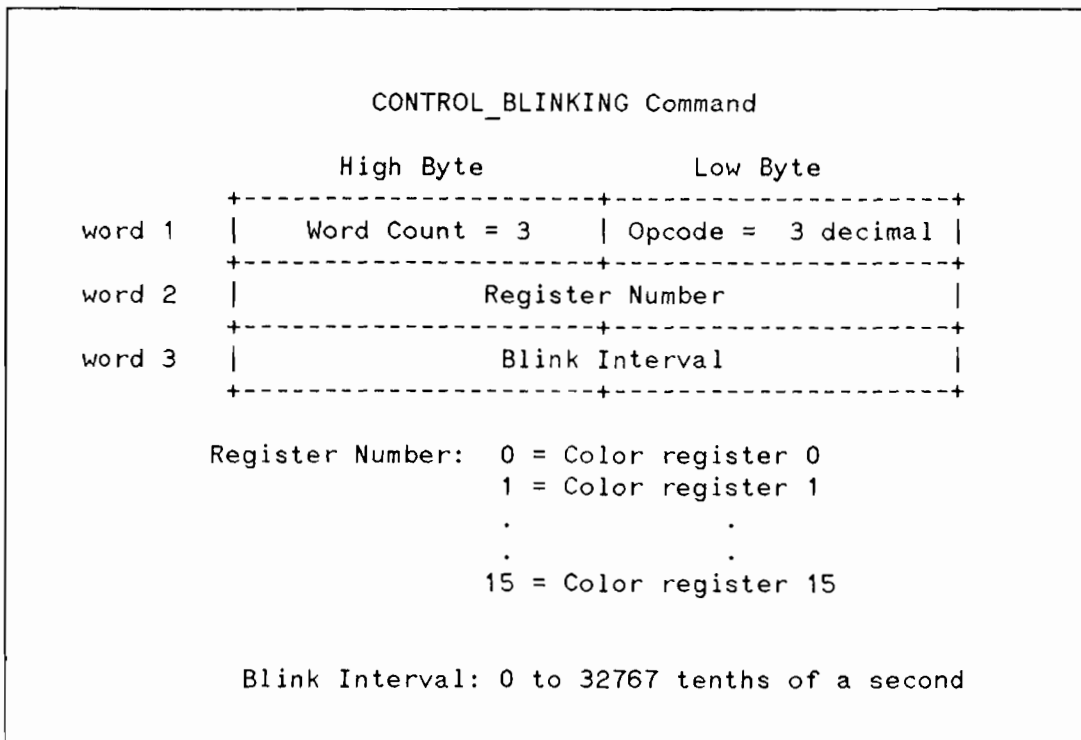 CONTROL_BLINKING Command
High Byte Low Byte
+----------------------+---------------------+
word 1 | Word Count = 3 | Opcode = 3 decimal |
+----------------------+---------------------+
word 2 | Register Number |
+----------------------+---------------------+
word 3 | Blink Interval |
+----------------------+---------------------+
Register Number: 0 = Color register 0
1 = Color register 1
. .
. .
15 = Color register 15
Blink Interval: 0 to 32767 tenths of a second